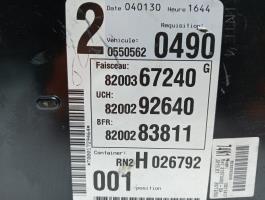 Date 040130 Heure 1644
Requisition:
2
Véhicule:
0550562 0490
Faisceau: G
82003 67240
UCH:
82002 92640
BFR:
82002 83811
Container:
RN2 H 026792
001 position